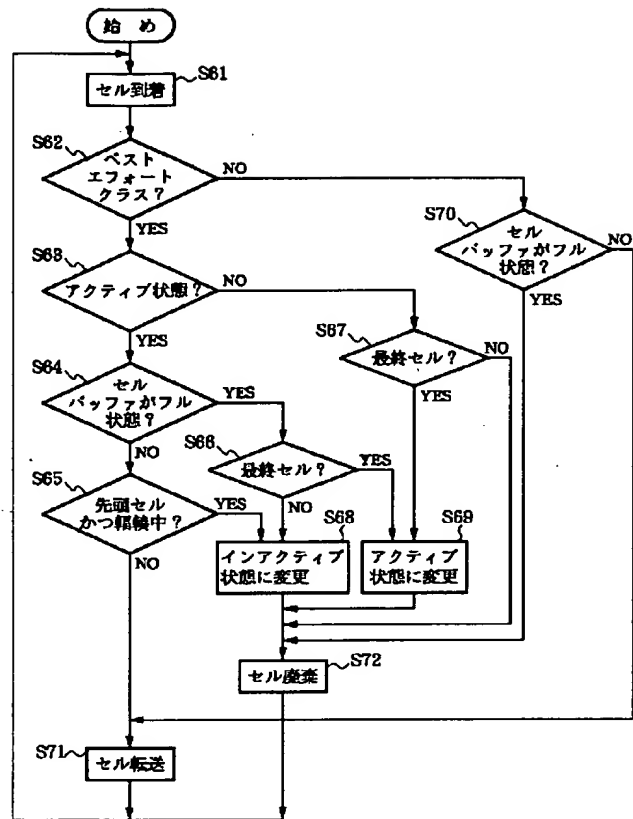 始 め
S61
セル到着
S62
ベスト
エフォート
クラス?
NO
YES
S70
セル
バッファがフル
状態?
NO
YES
S63
アクティブ状態?
NO
YES
S67
最終セル?
NO
YES
S64
セル
バッファがフル
状態?
YES
NO
S66
最終セル?
YES
NO
S65
先頭セル
かつ輻輳中?
YES
NO
S68
インアクティブ
状態に変更
S69
アクティブ
状態に変更
S72
セル廃棄
S71
セル転送